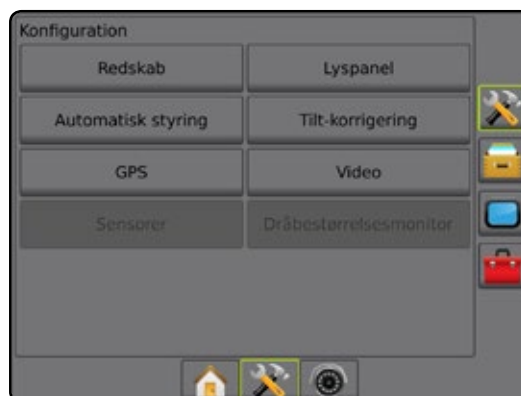 Konfiguration
Redskab
Lyspanel
Automatisk styring
Tilt-korrigering
GPS
Video
Sensorer
Dråbestørrelsesmonitor